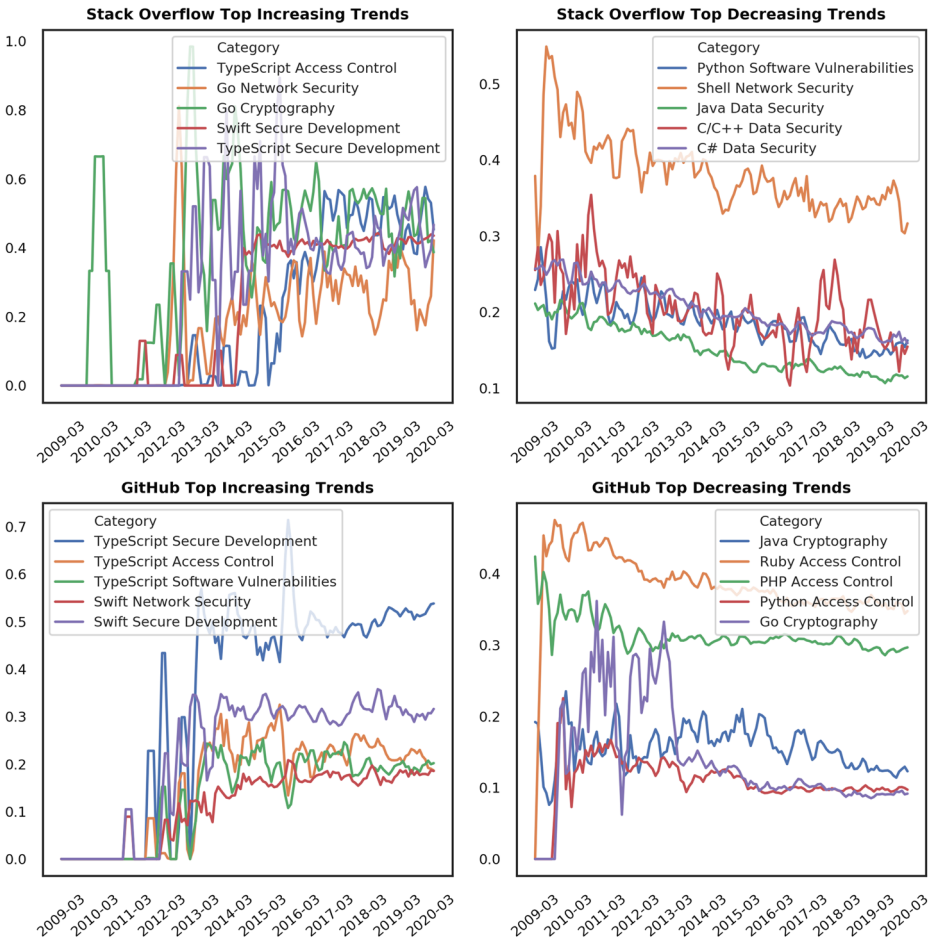 Stack Overflow Top Increasing Trends
1.0
0.8
0.6
0.4
0.2
0.0
Category
TypeScript Access Control
Go Network Security
Go Cryptography
Swift Secure Development
TypeScript Secure Development
2009-03
2010-03
2011-03
2012-03
2013-03
2014-03
2015-03
2016-03
2017-03
2018-03
2019-03
2020-03
Stack Overflow Top Decreasing Trends
0.5
0.4
0.3
0.2
0.1
Category
Python Software Vulnerabilities
Shell Network Security
Java Data Security
C/C++ Data Security
C# Data Security
2009-03
2010-03
2011-03
2012-03
2013-03
2014-03
2015-03
2016-03
2017-03
2018-03
2019-03
2020-03
GitHub Top Increasing Trends
0.7
0.6
0.5
0.4
0.3
0.2
0.1
0.0
Category
TypeScript Secure Development
TypeScript Access Control
TypeScript Software Vulnerabilities
Swift Network Security
Swift Secure Development
2009-03
2010-03
2011-03
2012-03
2013-03
2014-03
2015-03
2016-03
2017-03
2018-03
2019-03
2020-03
GitHub Top Decreasing Trends
0.4
0.3
0.2
0.1
0.0
Category
Java Cryptography
Ruby Access Control
PHP Access Control
Python Access Control
Go Cryptography
2009-03
2010-03
2011-03
2012-03
2013-03
2014-03
2015-03
2016-03
2017-03
2018-03
2019-03
2020-03